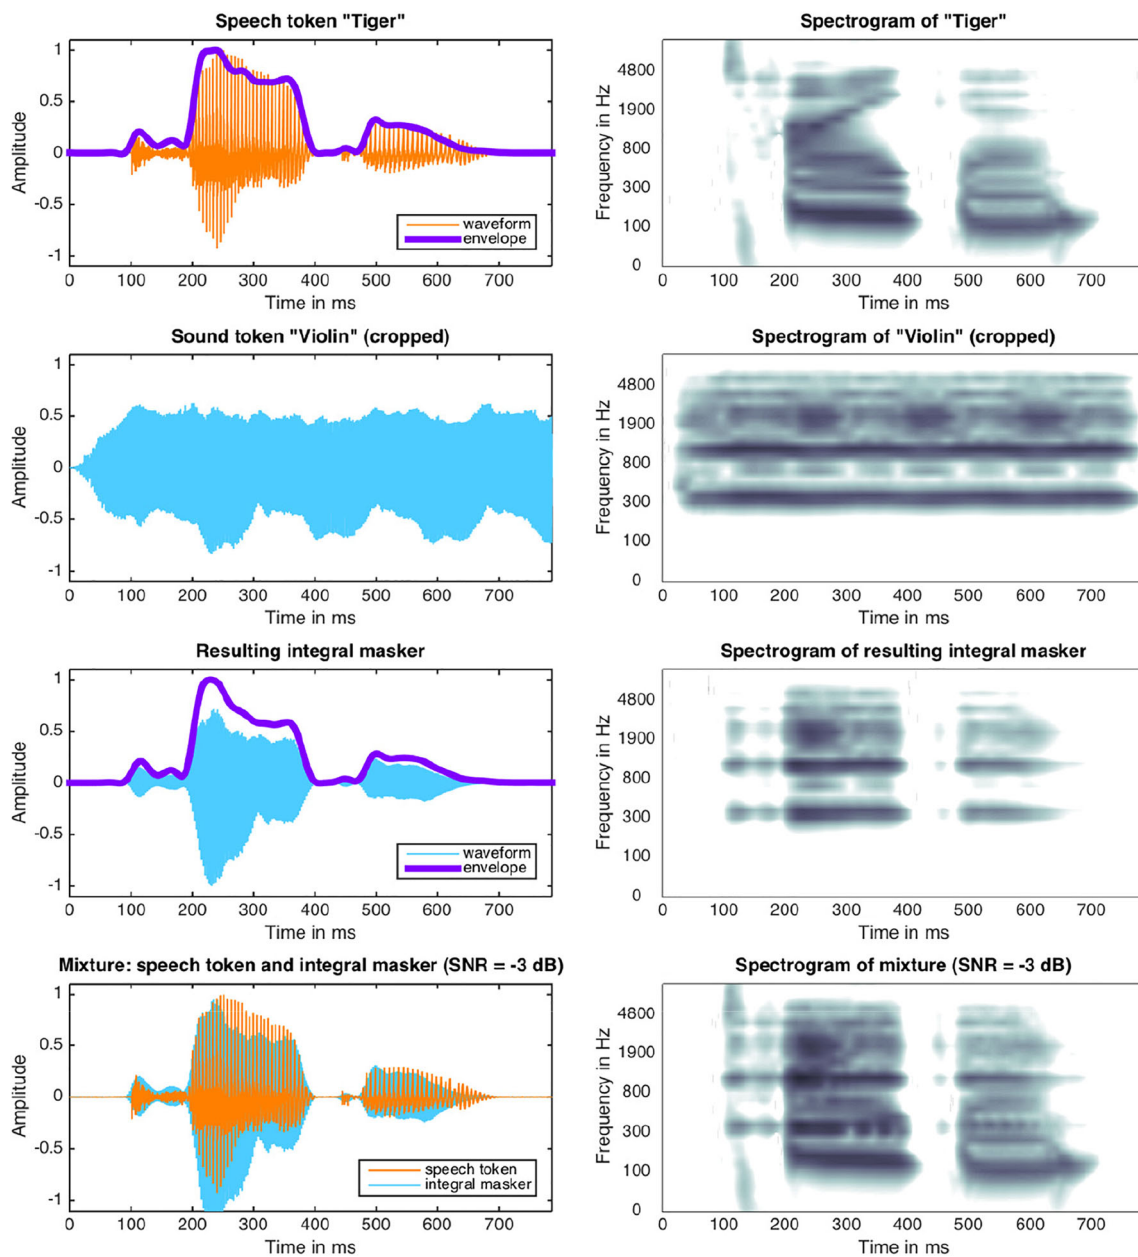 Speech token "Tiger"
1
0.5
0
-0.5
-1
Amplitude
waveform
envelope
0 100 200 300 400 500 600 700
Time in ms
Spectrogram of "Tiger"
4800
1900
800
300
100
0
Frequency in Hz
0 100 200 300 400 500 600 700
Time in ms
Sound token "Violin" (cropped)
1
0.5
0
-0.5
-1
Amplitude
0 100 200 300 400 500 600 700
Time in ms
Spectrogram of "Violin" (cropped)
4800
1900
800
300
100
0
Frequency in Hz
0 100 200 300 400 500 600 700
Time in ms
Resulting integral masker
1
0.5
0
-0.5
-1
Amplitude
waveform
envelope
0 100 200 300 400 500 600 700
Time in ms
Spectrogram of resulting integral masker
4800
1900
800
300
100
0
Frequency in Hz
0 100 200 300 400 500 600 700
Time in ms
Mixture: speech token and integral masker (SNR = -3 dB)
1
0.5
0
-0.5
-1
Amplitude
speech token
integral masker
0 100 200 300 400 500 600 700
Time in ms
Spectrogram of mixture (SNR = -3 dB)
4800
1900
800
300
100
0
Frequency in Hz
0 100 200 300 400 500 600 700
Time in ms